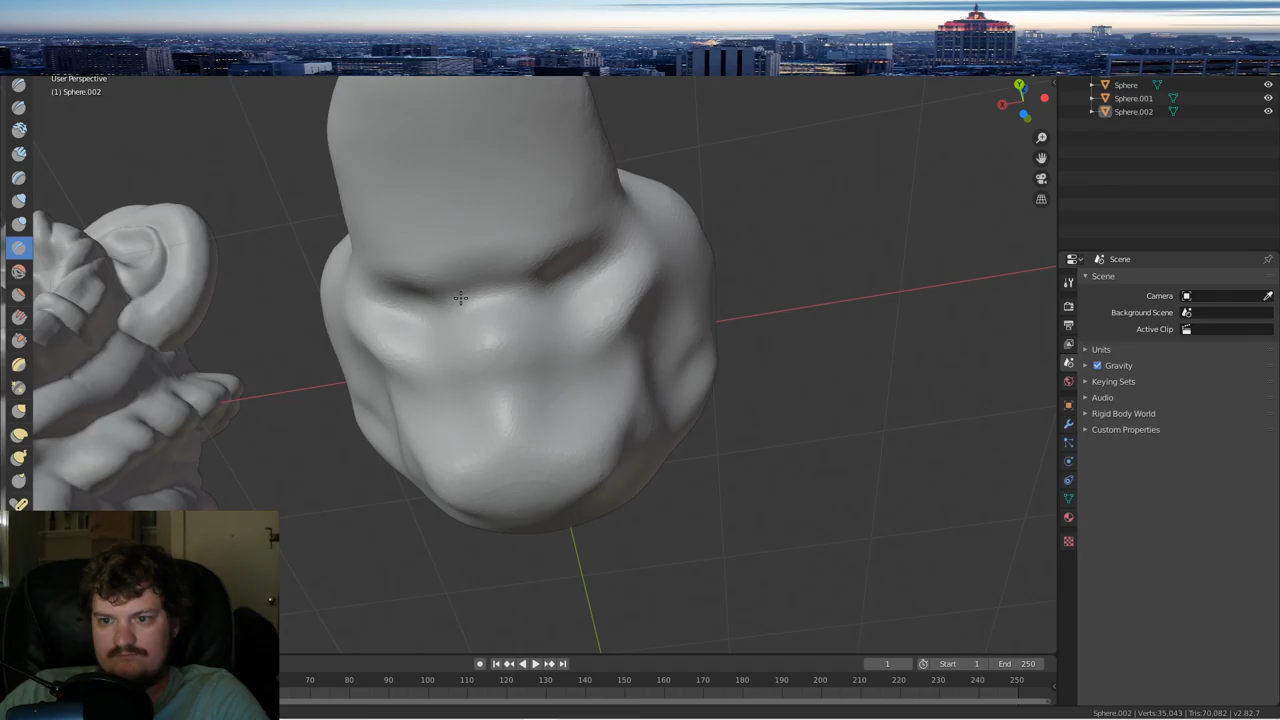 User Perspective
(1) Sphere.002
Y
X
Sphere
Sphere.001
Sphere.002
Scene
Scene
Camera
Background Scene
Active Clip
Units
Gravity
Keying Sets
Audio
Rigid Body World
Custom Properties
1
Start 1
End 250
70 80 90 100 110 120 130 140 150 160 170 180 190 200 210 220 230 240 250
Sphere.002 | Verts:35,043 | Tris:70,082 | v2.82.7